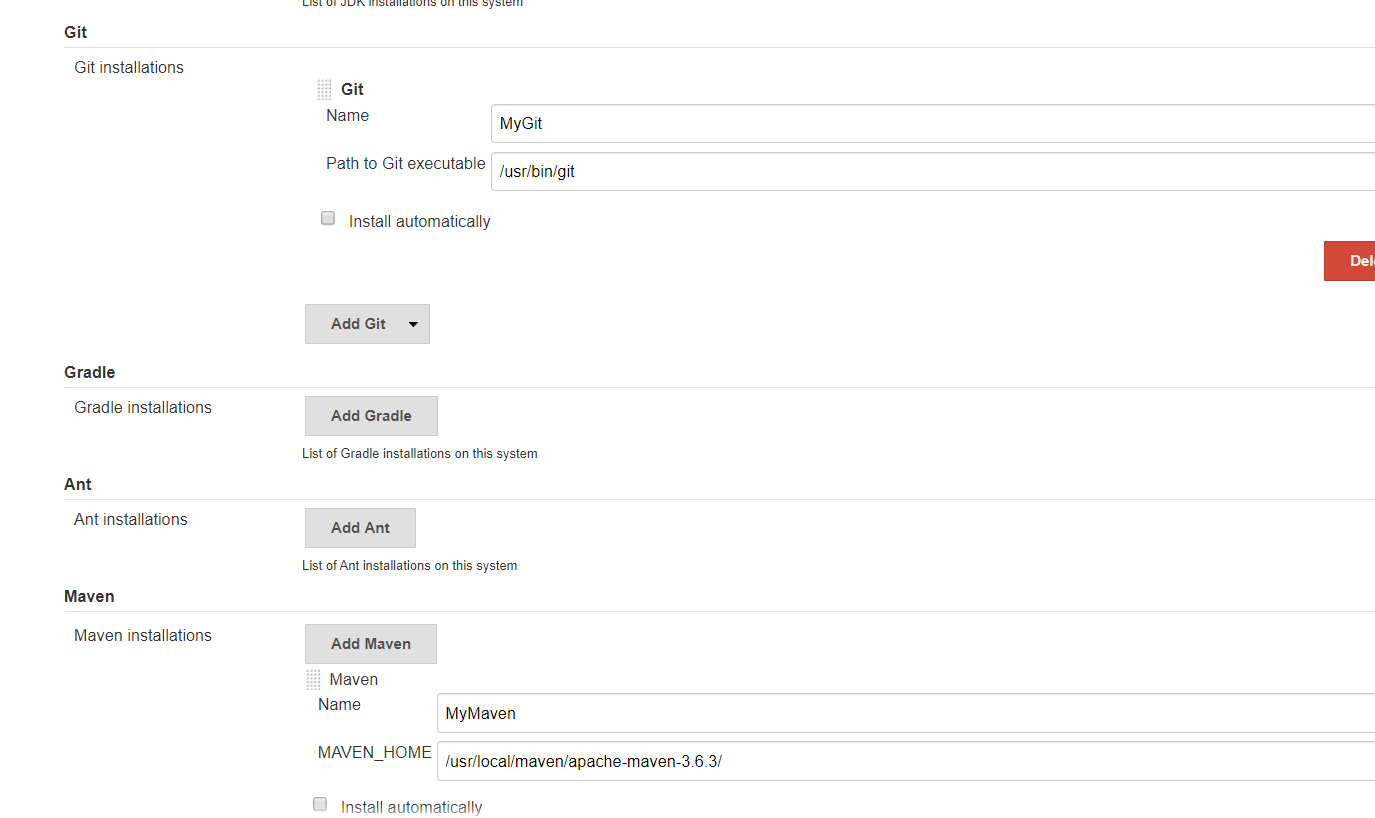 List of JDK installations on this system
Git
Git installations
Git
Name
MyGit
Path to Git executable
/usr/bin/git
Install automatically
Add Git
Gradle
Gradle installations
Add Gradle
List of Gradle installations on this system
Ant
Ant installations
Add Ant
List of Ant installations on this system
Maven
Maven installations
Add Maven
Maven
Name
MyMaven
MAVEN_HOME
/usr/local/maven/apache-maven-3.6.3/
Install automatically